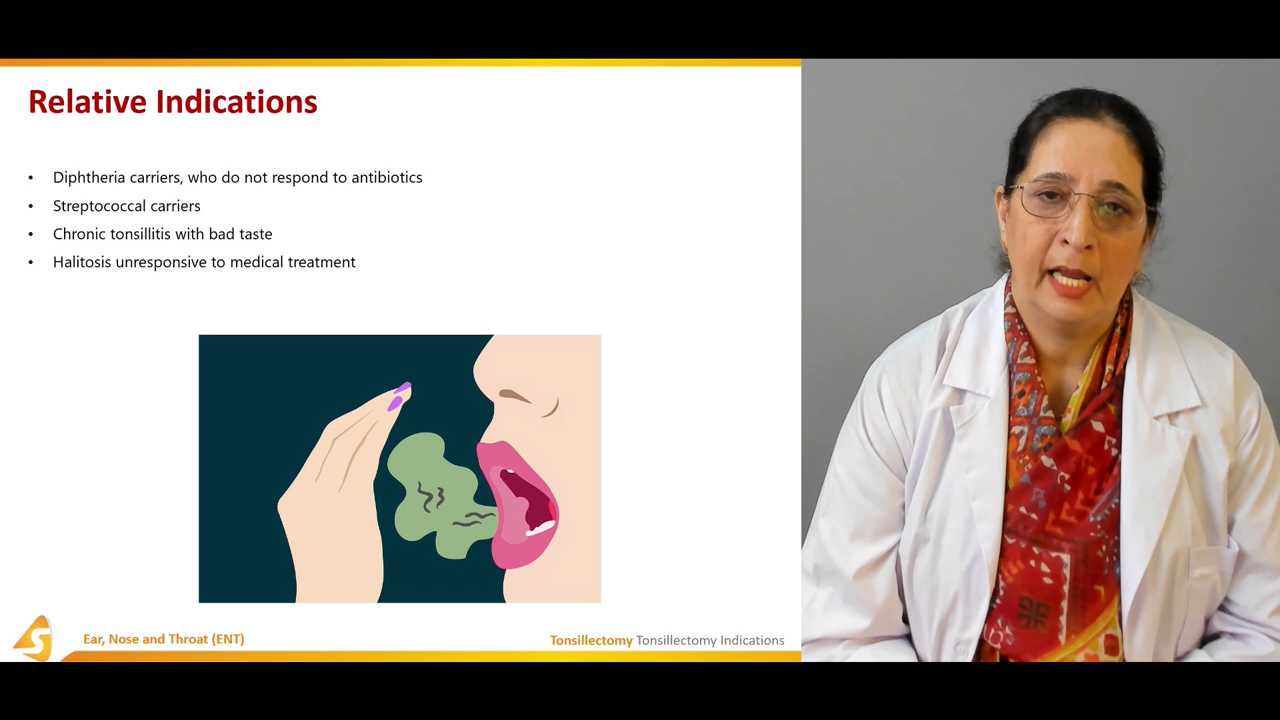 Relative Indications
• Diphtheria carriers, who do not respond to antibiotics
• Streptococcal carriers
• Chronic tonsillitis with bad taste
• Halitosis unresponsive to medical treatment
Ear, Nose and Throat (ENT)
Tonsillectomy Tonsillectomy Indications